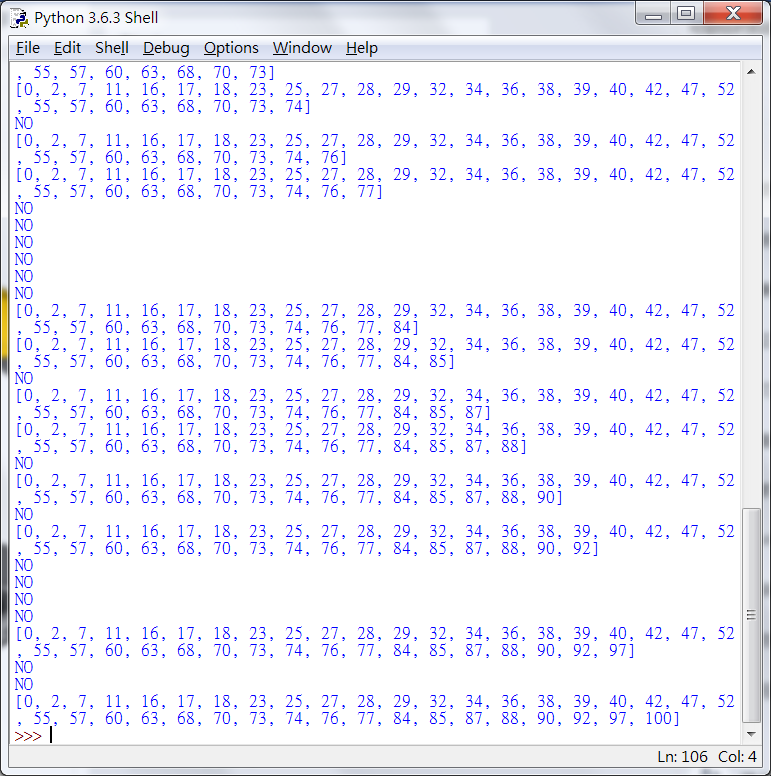 Python 3.6.3 Shell
File Edit Shell Debug Options Window Help
, 55, 57, 60, 63, 68, 70, 73]
[0, 2, 7, 11, 16, 17, 18, 23, 25, 27, 28, 29, 32, 34, 36, 38, 39, 40, 42, 47, 52
, 55, 57, 60, 63, 68, 70, 73, 74]
NO
[0, 2, 7, 11, 16, 17, 18, 23, 25, 27, 28, 29, 32, 34, 36, 38, 39, 40, 42, 47, 52
, 55, 57, 60, 63, 68, 70, 73, 74, 76]
[0, 2, 7, 11, 16, 17, 18, 23, 25, 27, 28, 29, 32, 34, 36, 38, 39, 40, 42, 47, 52
, 55, 57, 60, 63, 68, 70, 73, 74, 76, 77]
NO
NO
NO
NO
NO
NO
[0, 2, 7, 11, 16, 17, 18, 23, 25, 27, 28, 29, 32, 34, 36, 38, 39, 40, 42, 47, 52
, 55, 57, 60, 63, 68, 70, 73, 74, 76, 77, 84]
[0, 2, 7, 11, 16, 17, 18, 23, 25, 27, 28, 29, 32, 34, 36, 38, 39, 40, 42, 47, 52
, 55, 57, 60, 63, 68, 70, 73, 74, 76, 77, 84, 85]
NO
[0, 2, 7, 11, 16, 17, 18, 23, 25, 27, 28, 29, 32, 34, 36, 38, 39, 40, 42, 47, 52
, 55, 57, 60, 63, 68, 70, 73, 74, 76, 77, 84, 85, 87]
[0, 2, 7, 11, 16, 17, 18, 23, 25, 27, 28, 29, 32, 34, 36, 38, 39, 40, 42, 47, 52
, 55, 57, 60, 63, 68, 70, 73, 74, 76, 77, 84, 85, 87, 88]
NO
[0, 2, 7, 11, 16, 17, 18, 23, 25, 27, 28, 29, 32, 34, 36, 38, 39, 40, 42, 47, 52
, 55, 57, 60, 63, 68, 70, 73, 74, 76, 77, 84, 85, 87, 88, 90]
NO
[0, 2, 7, 11, 16, 17, 18, 23, 25, 27, 28, 29, 32, 34, 36, 38, 39, 40, 42, 47, 52
, 55, 57, 60, 63, 68, 70, 73, 74, 76, 77, 84, 85, 87, 88, 90, 92]
NO
NO
NO
NO
[0, 2, 7, 11, 16, 17, 18, 23, 25, 27, 28, 29, 32, 34, 36, 38, 39, 40, 42, 47, 52
, 55, 57, 60, 63, 68, 70, 73, 74, 76, 77, 84, 85, 87, 88, 90, 92, 97]
NO
NO
[0, 2, 7, 11, 16, 17, 18, 23, 25, 27, 28, 29, 32, 34, 36, 38, 39, 40, 42, 47, 52
, 55, 57, 60, 63, 68, 70, 73, 74, 76, 77, 84, 85, 87, 88, 90, 92, 97, 100]
>>>
Ln: 106 Col: 4